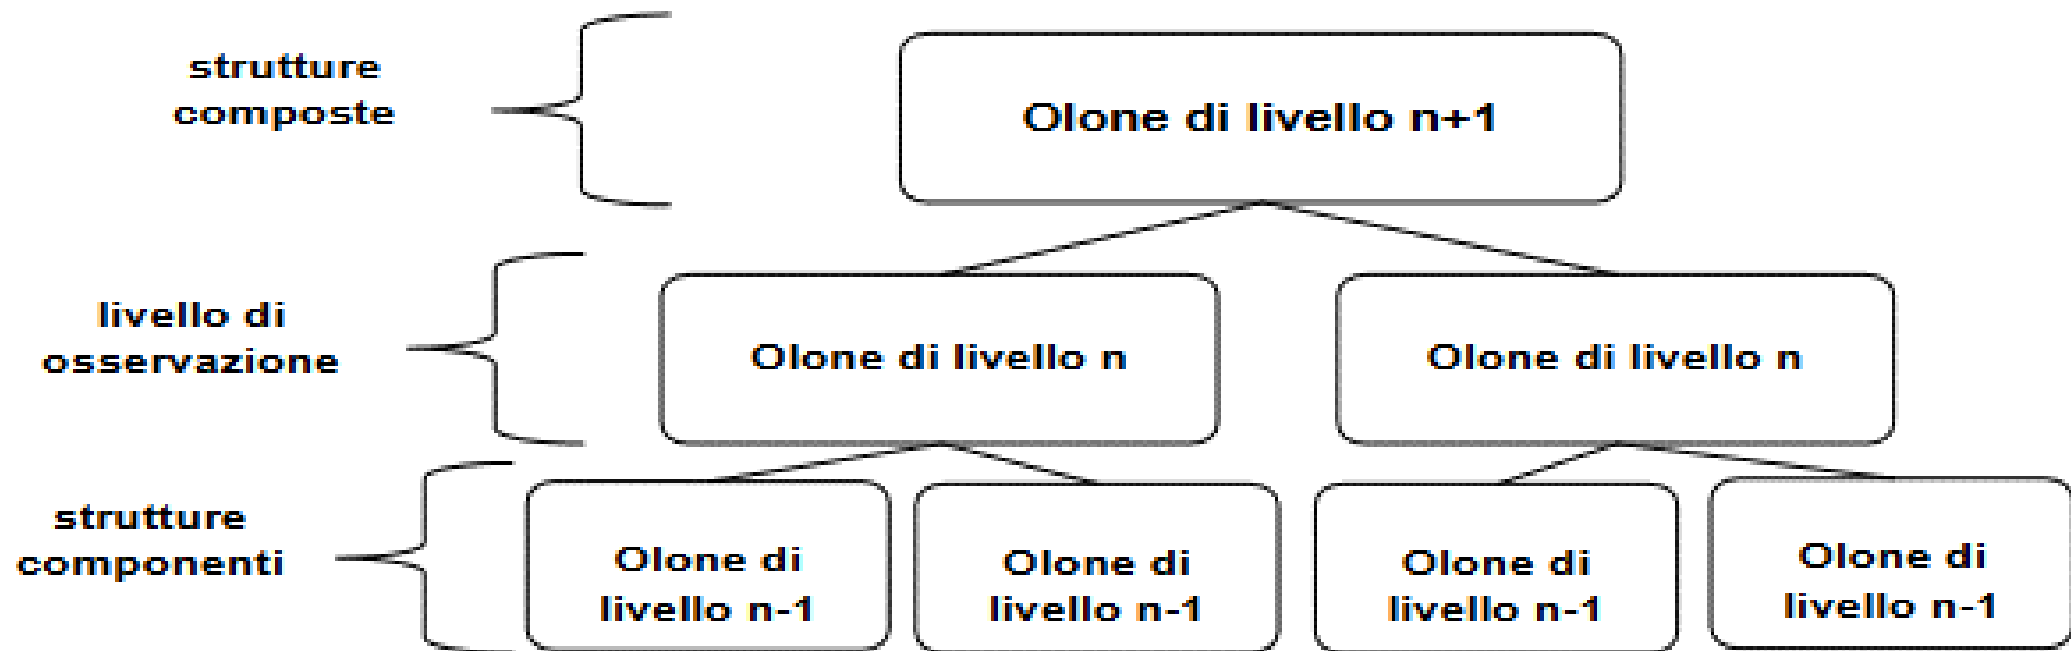 strutture
composte
Olone di livello n+1
livello di
osservazione
Olone di livello n
Olone di livello n
strutture
componenti
Olone di
livello n-1
Olone di
livello n-1
Olone di
livello n-1
Olone di
livello n-1